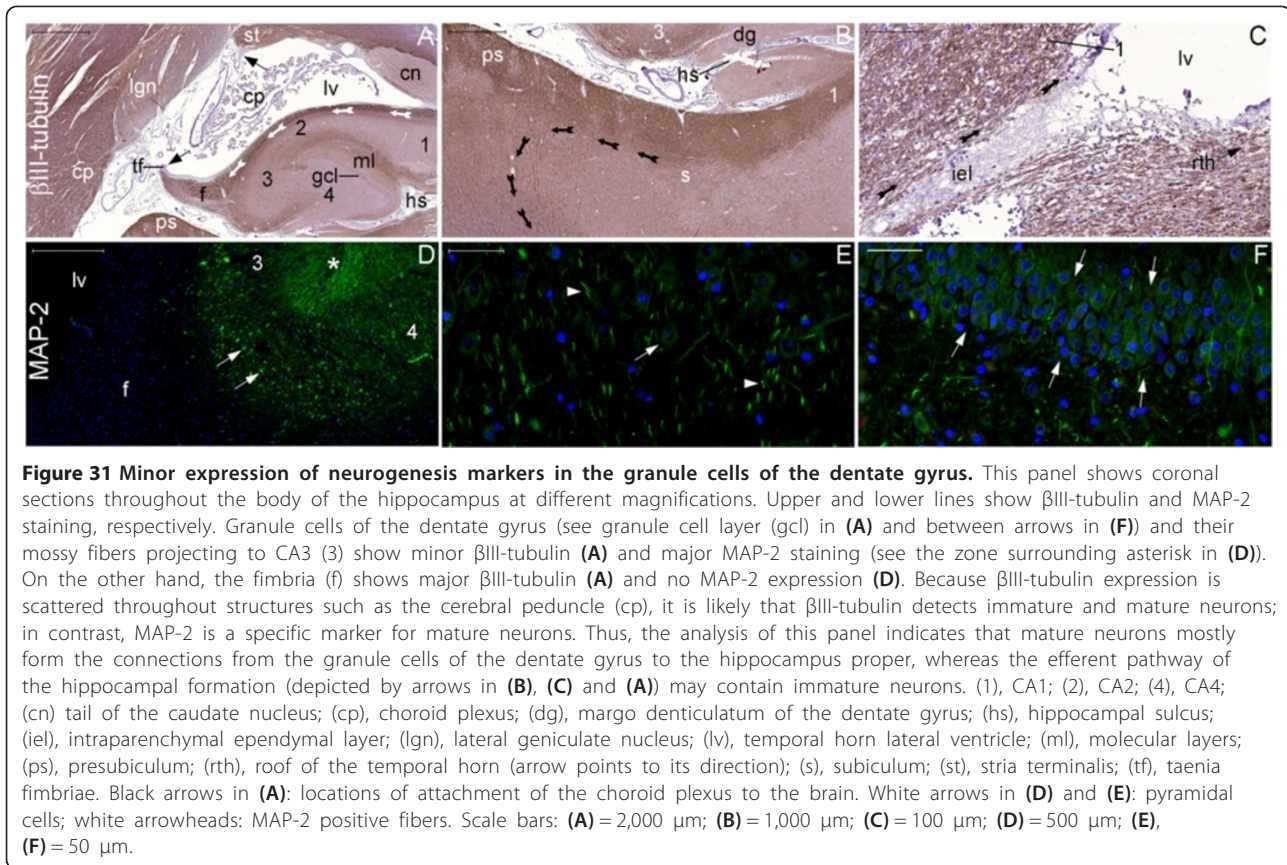 βIII-tubulin
st
A
lgn
cp
lv
cn
2
1
tf
cp
3
ml
gcl
4
f
hs
ps
3
dg
B
ps
hs
1
s
1
C
lv
iel
rth
MAP-2
3
*
D
lv
4
f
E
F
Figure 31 Minor expression of neurogenesis markers in the granule cells of the dentate gyrus. This panel shows coronal
sections throughout the body of the hippocampus at different magnifications. Upper and lower lines show βIII-tubulin and MAP-2
staining, respectively. Granule cells of the dentate gyrus (see granule cell layer (gcl) in (A) and between arrows in (F)) and their
mossy fibers projecting to CA3 (3) show minor βIII-tubulin (A) and major MAP-2 staining (see the zone surrounding asterisk in (D)).
On the other hand, the fimbria (f) shows major βIII-tubulin (A) and no MAP-2 expression (D). Because βIII-tubulin expression is
scattered throughout structures such as the cerebral peduncle (cp), it is likely that βIII-tubulin detects immature and mature neurons;
in contrast, MAP-2 is a specific marker for mature neurons. Thus, the analysis of this panel indicates that mature neurons mostly
form the connections from the granule cells of the dentate gyrus to the hippocampus proper, whereas the efferent pathway of
the hippocampal formation (depicted by arrows in (B), (C) and (A)) may contain immature neurons. (1), CA1; (2), CA2; (4), CA4;
(cn) tail of the caudate nucleus; (cp), choroid plexus; (dg), margo denticulatum of the dentate gyrus; (hs), hippocampal sulcus;
(iel), intraparenchymal ependymal layer; (lgn), lateral geniculate nucleus; (lv), temporal horn lateral ventricle; (ml), molecular layers;
(ps), presubiculum; (rth), roof of the temporal horn (arrow points to its direction); (s), subiculum; (st), stria terminalis; (tf), taenia
fimbriae. Black arrows in (A): locations of attachment of the choroid plexus to the brain. White arrows in (D) and (E): pyramidal
cells; white arrowheads: MAP-2 positive fibers. Scale bars: (A) = 2,000 μm; (B) = 1,000 μm; (C) = 100 μm; (D) = 500 μm; (E),
(F) = 50 μm.